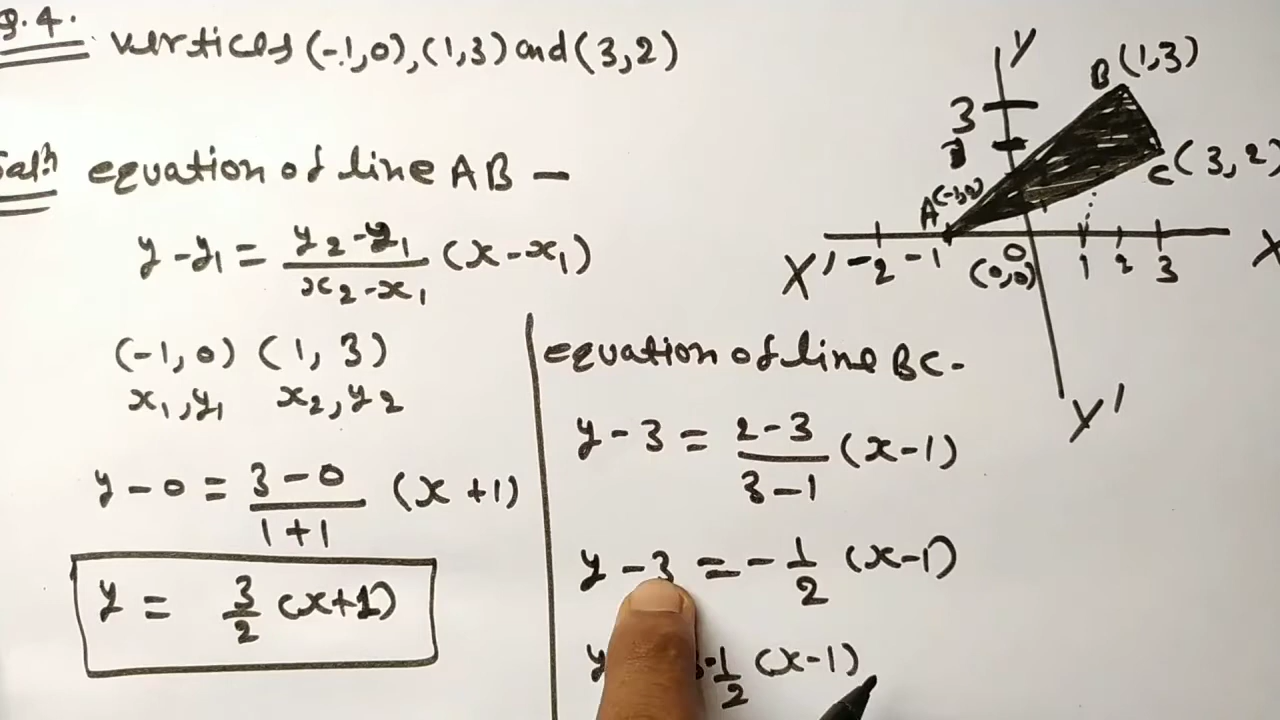 Q.4. vertices (-1,0), (1,3) and (3,2)
Solⁿ equation of line AB —
y - y₁ = y₂-y₁/x₂-x₁ (x-x₁)
(-1,0) (1,3)
x₁,y₁ x₂,y₂
y - 0 = 3-0/1+1 (x+1)
y = 3/2 (x+1)
equation of line BC -
y - 3 = 2-3/3-1 (x-1)
y - 3 = -1/2 (x-1)
y -1/2 (x-1)
Y
B (1,3)
3
C (3,2)
A (-1,0)
X' -2 -1 0 1 2 3 X
(0,0)
Y'